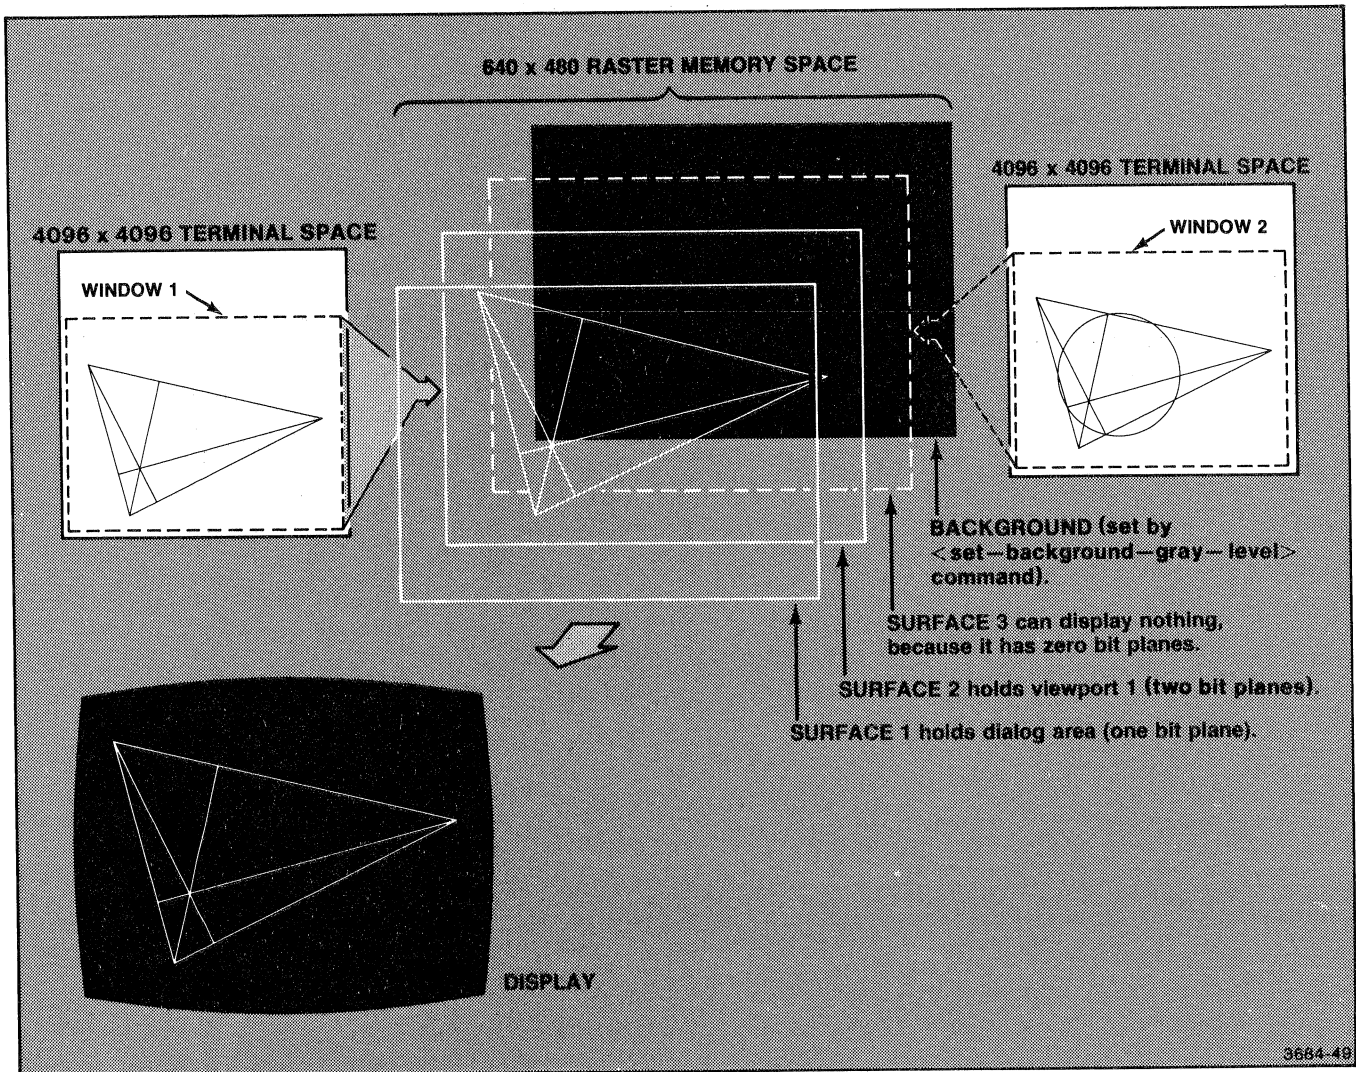 640 x 480 RASTER MEMORY SPACE
4096 x 4096 TERMINAL SPACE
WINDOW 2
4096 x 4096 TERMINAL SPACE
WINDOW 1
BACKGROUND (set by
<set—background—gray—level>
command).
SURFACE 3 can display nothing,
because it has zero bit planes.
SURFACE 2 holds viewport 1 (two bit planes).
SURFACE 1 holds dialog area (one bit plane).
DISPLAY
3684-49